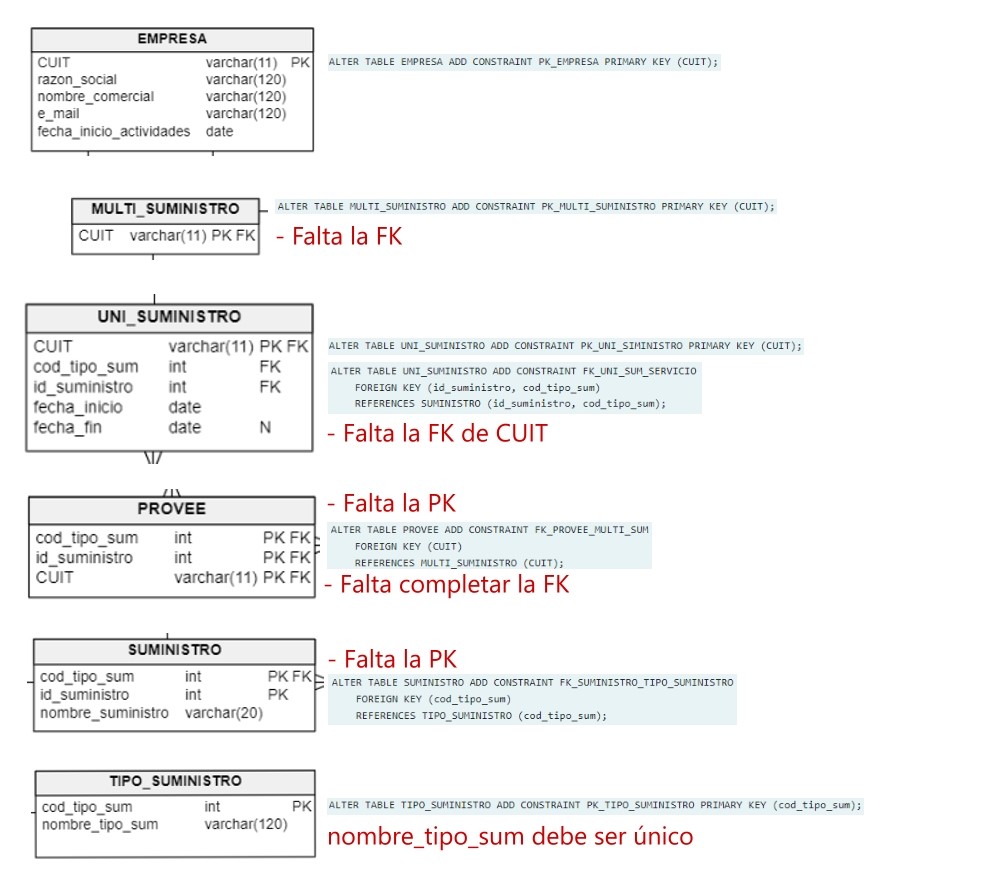 EMPRESA
CUIT varchar(11) PK
razon_social varchar(120)
nombre_comercial varchar(120)
e_mail varchar(120)
fecha_inicio_actividades date
ALTER TABLE EMPRESA ADD CONSTRAINT PK_EMPRESA PRIMARY KEY (CUIT);
MULTI_SUMINISTRO
CUIT varchar(11) PK FK
ALTER TABLE MULTI_SUMINISTRO ADD CONSTRAINT PK_MULTI_SUMINISTRO PRIMARY KEY (CUIT);
- Falta la FK
UNI_SUMINISTRO
CUIT varchar(11) PK FK
cod_tipo_sum int FK
id_suministro int FK
fecha_inicio date
fecha_fin date N
ALTER TABLE UNI_SUMINISTRO ADD CONSTRAINT PK_UNI_SIMINISTRO PRIMARY KEY (CUIT);
ALTER TABLE UNI_SUMINISTRO ADD CONSTRAINT FK_UNI_SUM_SERVICIO
FOREIGN KEY (id_suministro, cod_tipo_sum)
REFERENCES SUMINISTRO (id_suministro, cod_tipo_sum);
- Falta la FK de CUIT
PROVEE
cod_tipo_sum int PK FK
id_suministro int PK FK
CUIT varchar(11) PK FK
- Falta la PK
ALTER TABLE PROVEE ADD CONSTRAINT FK_PROVEE_MULTI_SUM
FOREIGN KEY (CUIT)
REFERENCES MULTI_SUMINISTRO (CUIT);
- Falta completar la FK
SUMINISTRO
cod_tipo_sum int PK FK
id_suministro int PK
nombre_suministro varchar(20)
- Falta la PK
ALTER TABLE SUMINISTRO ADD CONSTRAINT FK_SUMINISTRO_TIPO_SUMINISTRO
FOREIGN KEY (cod_tipo_sum)
REFERENCES TIPO_SUMINISTRO (cod_tipo_sum);
TIPO_SUMINISTRO
cod_tipo_sum int PK
nombre_tipo_sum varchar(120)
ALTER TABLE TIPO_SUMINISTRO ADD CONSTRAINT PK_TIPO_SUMINISTRO PRIMARY KEY (cod_tipo_sum);
nombre_tipo_sum debe ser único